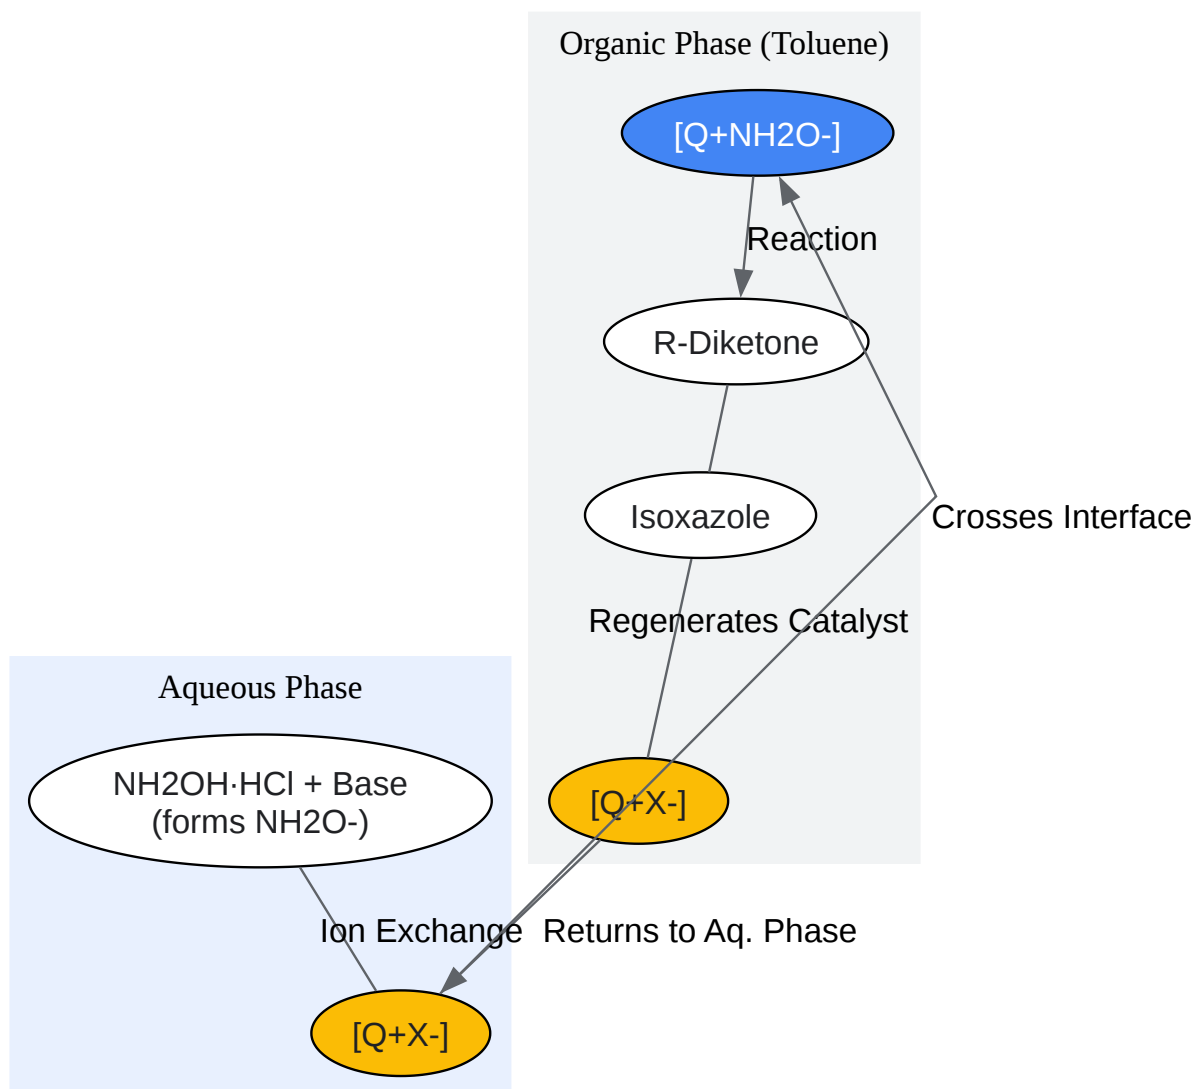 Organic Phase (Toluene)
[Q+NH2O-]
Reaction
R-Diketone
Isoxazole
Crosses Interface
Regenerates Catalyst
Aqueous Phase
NH2OH·HCl + Base
(forms NH2O-)
[Q+X-]
Ion Exchange
Returns to Aq. Phase
[Q+X-]